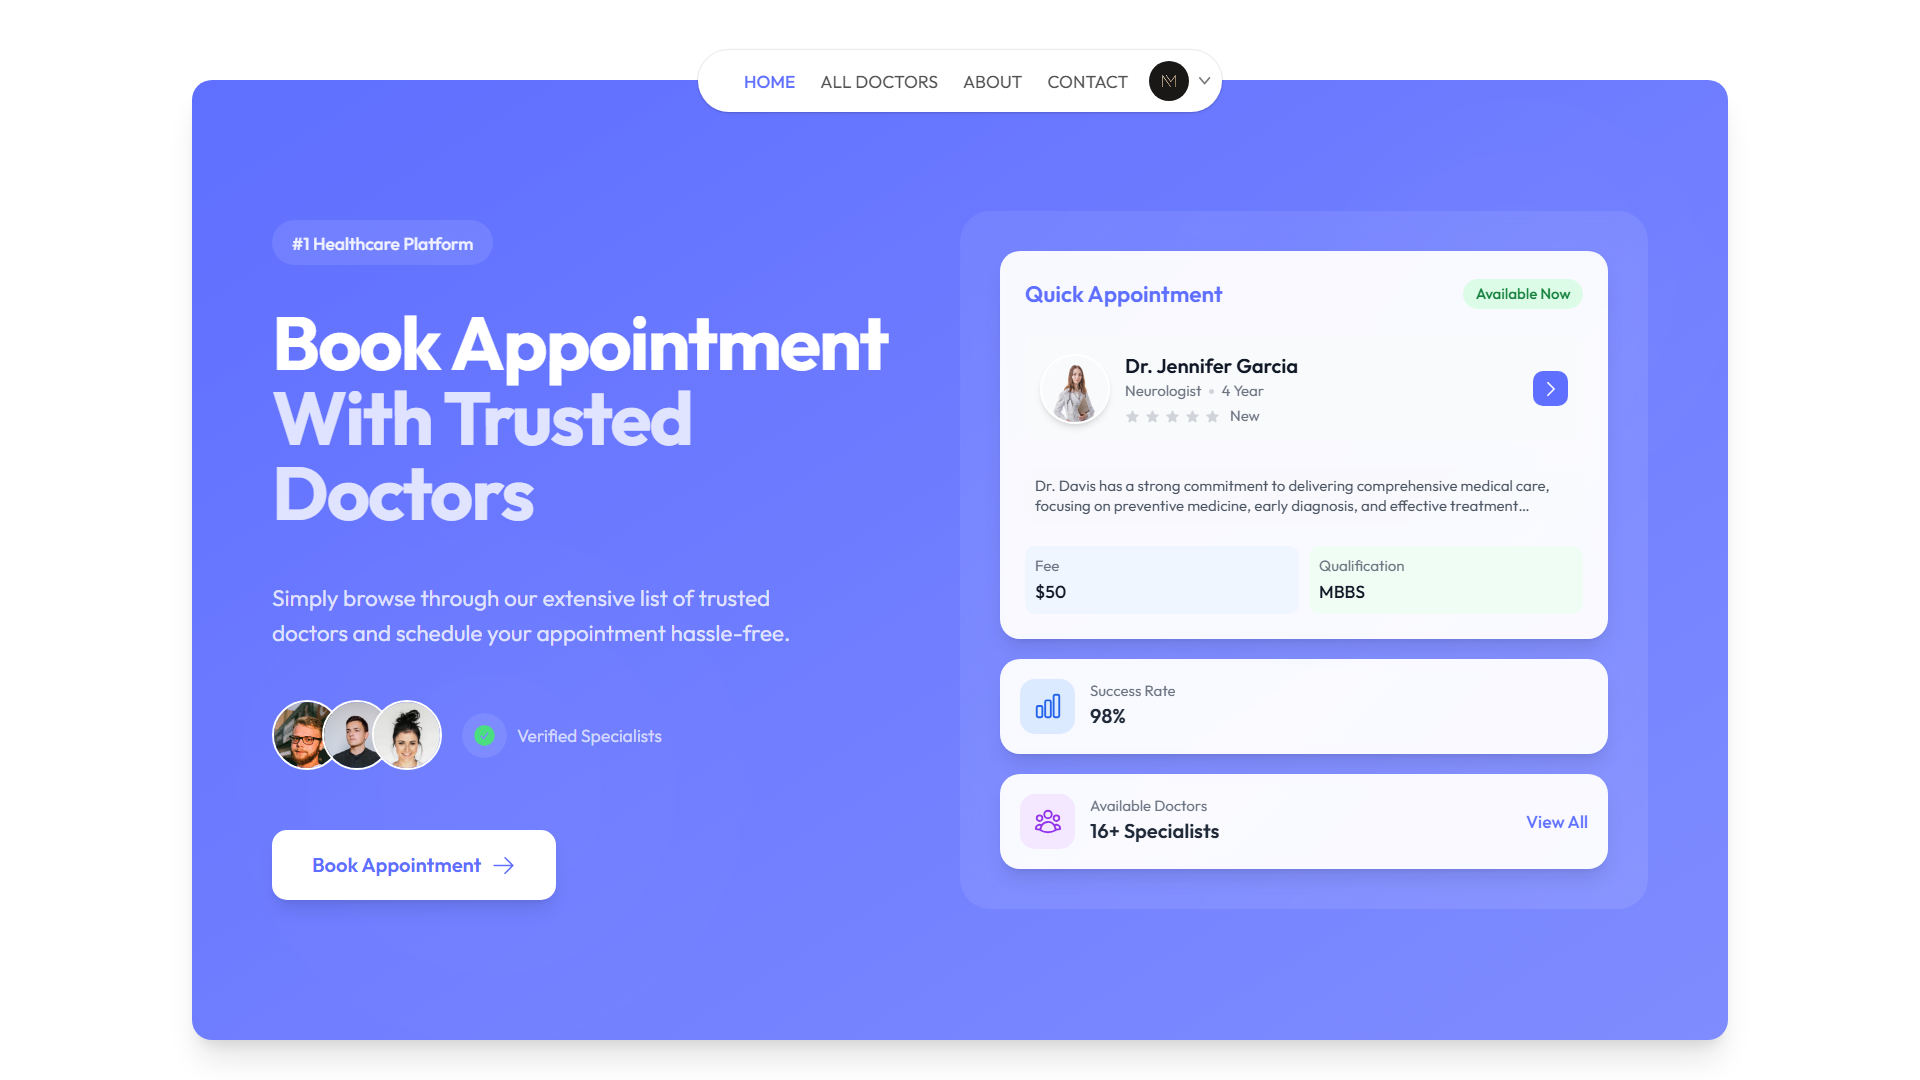 HOME ALL DOCTORS ABOUT CONTACT
#1 Healthcare Platform
Book Appointment
With Trusted
Doctors
Simply browse through our extensive list of trusted
doctors and schedule your appointment hassle-free.
Verified Specialists
Book Appointment
Quick Appointment
Available Now
Dr. Jennifer Garcia
Neurologist 4 Year
New
Dr. Davis has a strong commitment to delivering comprehensive medical care,
focusing on preventive medicine, early diagnosis, and effective treatment...
Fee
$50
Qualification
MBBS
Success Rate
98%
Available Doctors
16+ Specialists
View All